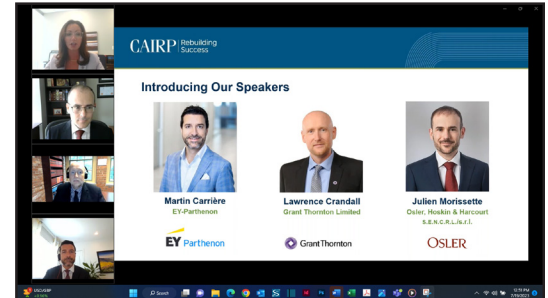 CAIRP Rebuilding
Success
Introducing Our Speakers
Martin Carrière
EY-Parthenon
EY Parthenon
Lawrence Crandall
Grant Thornton Limited
Grant Thornton
Julien Morissette
Osler, Hoskin & Harcourt
S.E.N.C.R.L./s.r.l.
OSLER
Search